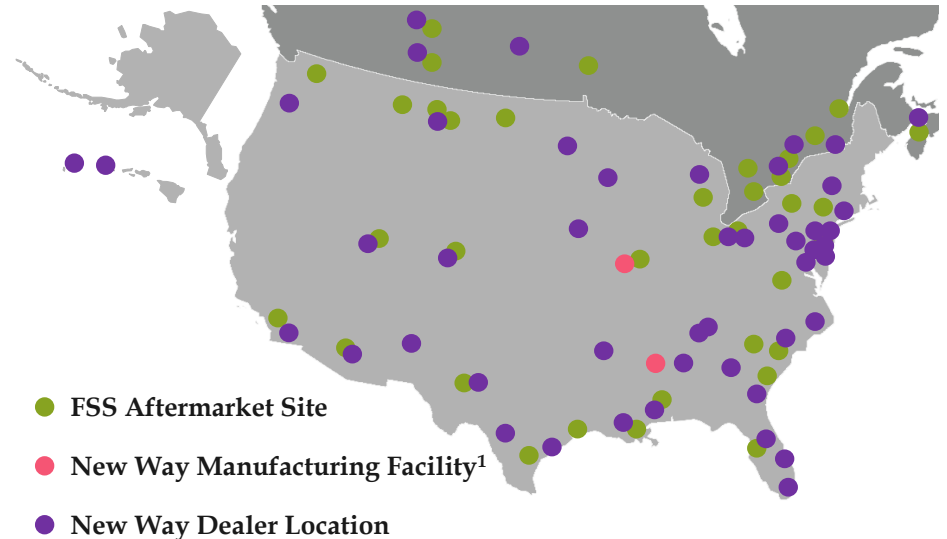 FSS Aftermarket Site
New Way Manufacturing Facility¹
New Way Dealer Location